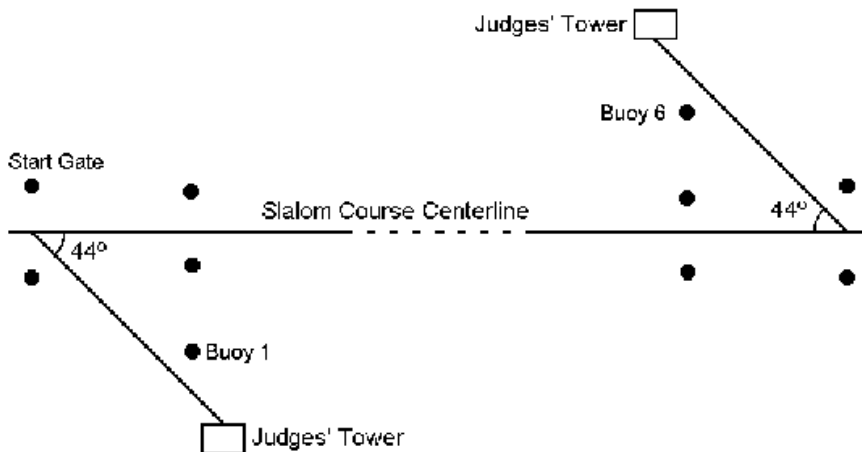 Judges' Tower
Buoy 6
Start Gate
Slalom Course Centerline
44º
44º
Buoy 1
Judges' Tower